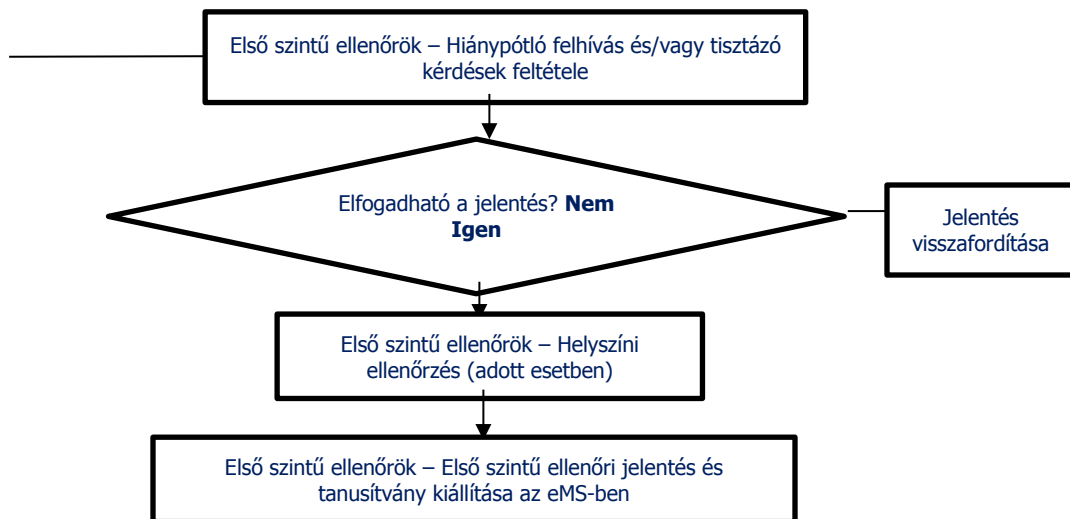 Első szintű ellenőrök – Hiánypótló felhívás és/vagy tisztázó
kérdések feltétele
Elfogadható a jelentés? Nem
Igen
Jelentés
visszafordítása
Első szintű ellenőrök – Helyszíni
ellenőrzés (adott esetben)
Első szintű ellenőrök – Első szintű ellenőri jelentés és
tanusítvány kiállítása az eMS-ben